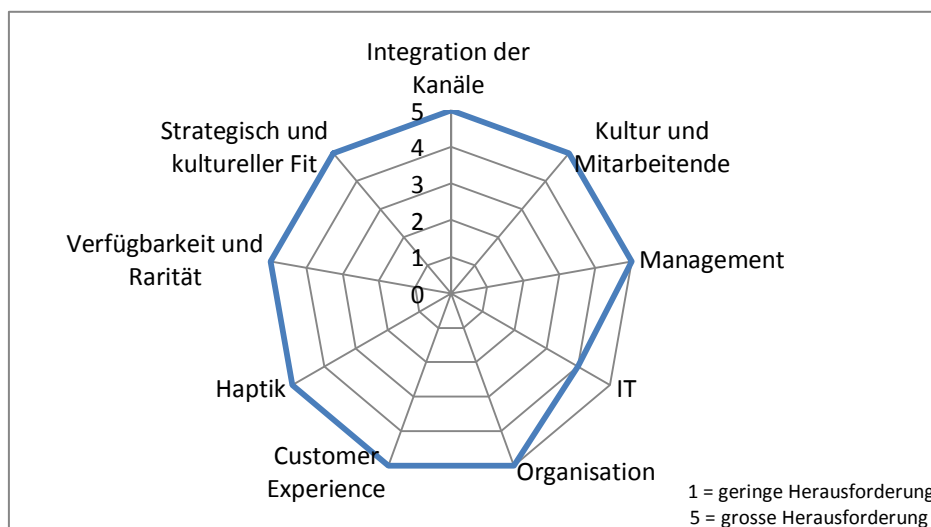 Integration der
Kanäle
Kultur und
Mitarbeitende
Management
IT
Organisation
Customer
Experience
Haptik
Verfügbarkeit und
Rarität
Strategisch und
kultureller Fit
5
4
3
2
1
0
1 = geringe Herausforderung
5 = grosse Herausforderung